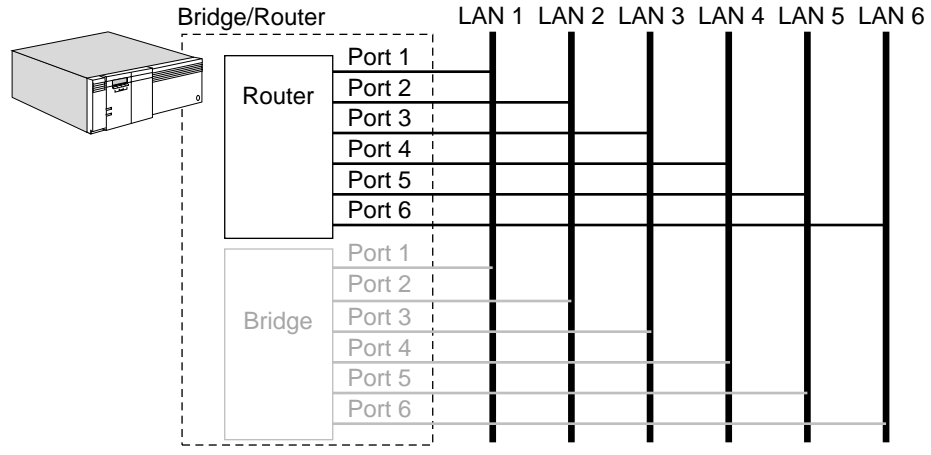 Bridge/Router
LAN 1 LAN 2 LAN 3 LAN 4 LAN 5 LAN 6
Router
Port 1
Port 2
Port 3
Port 4
Port 5
Port 6
Bridge
Port 1
Port 2
Port 3
Port 4
Port 5
Port 6